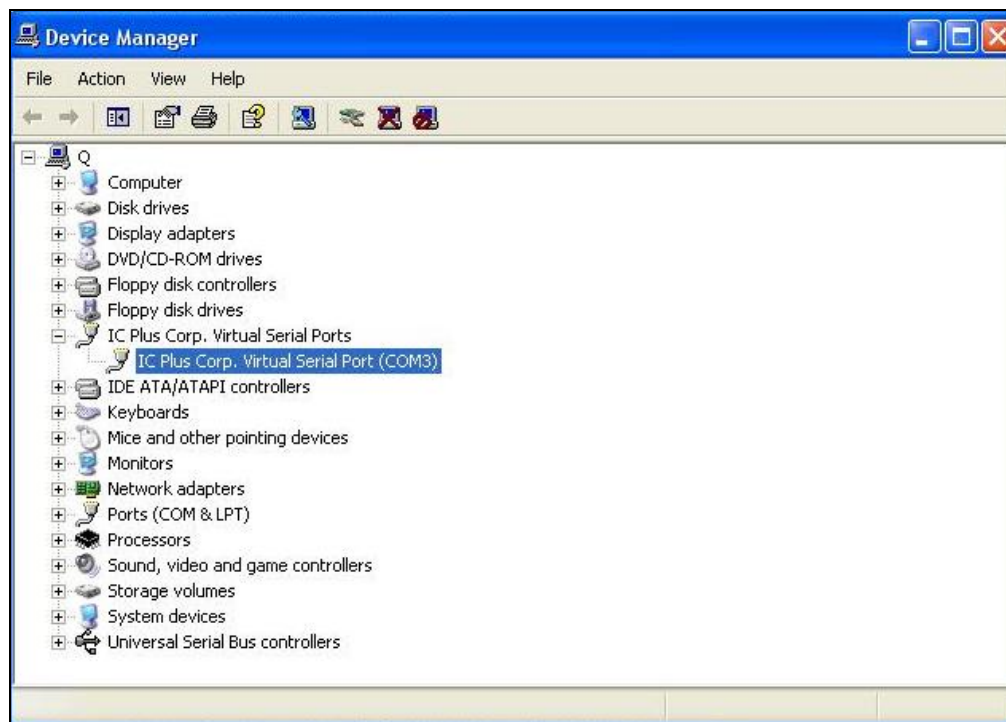 Device Manager
File Action View Help
Q
Computer
Disk drives
Display adapters
DVD/CD-ROM drives
Floppy disk controllers
Floppy disk drives
IC Plus Corp. Virtual Serial Ports
IC Plus Corp. Virtual Serial Port (COM3)
IDE ATA/ATAPI controllers
Keyboards
Mice and other pointing devices
Monitors
Network adapters
Ports (COM & LPT)
Processors
Sound, video and game controllers
Storage volumes
System devices
Universal Serial Bus controllers